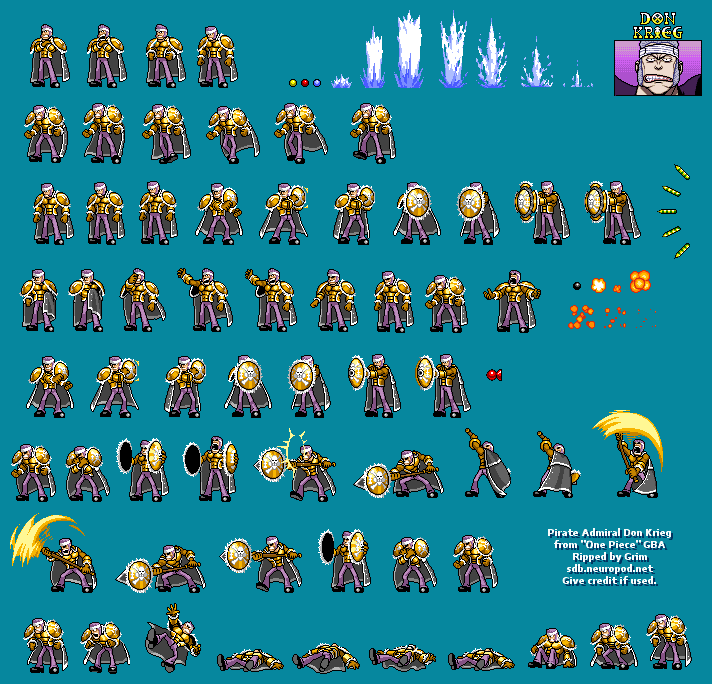 DON
KRIEG
Pirate Admiral Don Krieg
from "One Piece" GBA
Ripped by Grim
sdb.neuropod.net
Give credit if used.